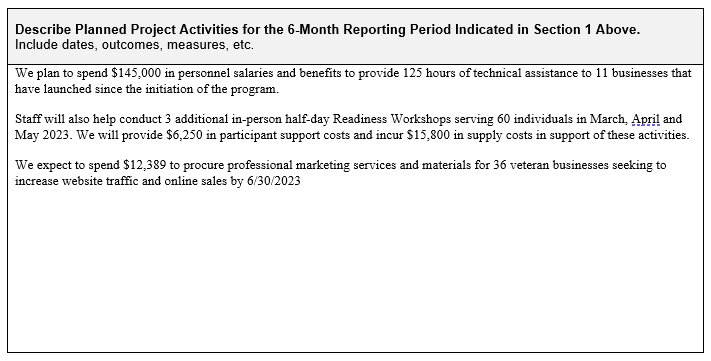 Describe Planned Project Activities for the 6-Month Reporting Period Indicated in Section 1 Above.
Include dates, outcomes, measures, etc.
We plan to spend $145,000 in personnel salaries and benefits to provide 125 hours of technical assistance to 11 businesses that
have launched since the initiation of the program.
Staff will also help conduct 3 additional in-person half-day Readiness Workshops serving 60 individuals in March, April and
May 2023. We will provide $6,250 in participant support costs and incur $15,800 in supply costs in support of these activities.
We expect to spend $12,389 to procure professional marketing services and materials for 36 veteran businesses seeking to
increase website traffic and online sales by 6/30/2023